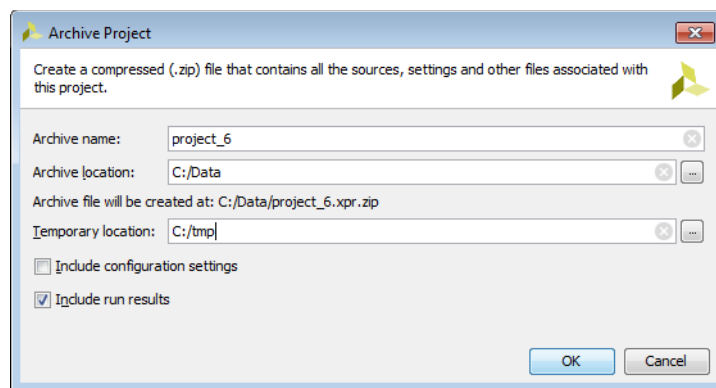 Archive Project
Create a compressed (.zip) file that contains all the sources, settings and other files associated with
this project.
Archive name: project_6
Archive location: C:/Data ...
Archive file will be created at: C:/Data/project_6.xpr.zip
Temporary location: C:/tmp ...
Include configuration settings
Include run results
OK Cancel